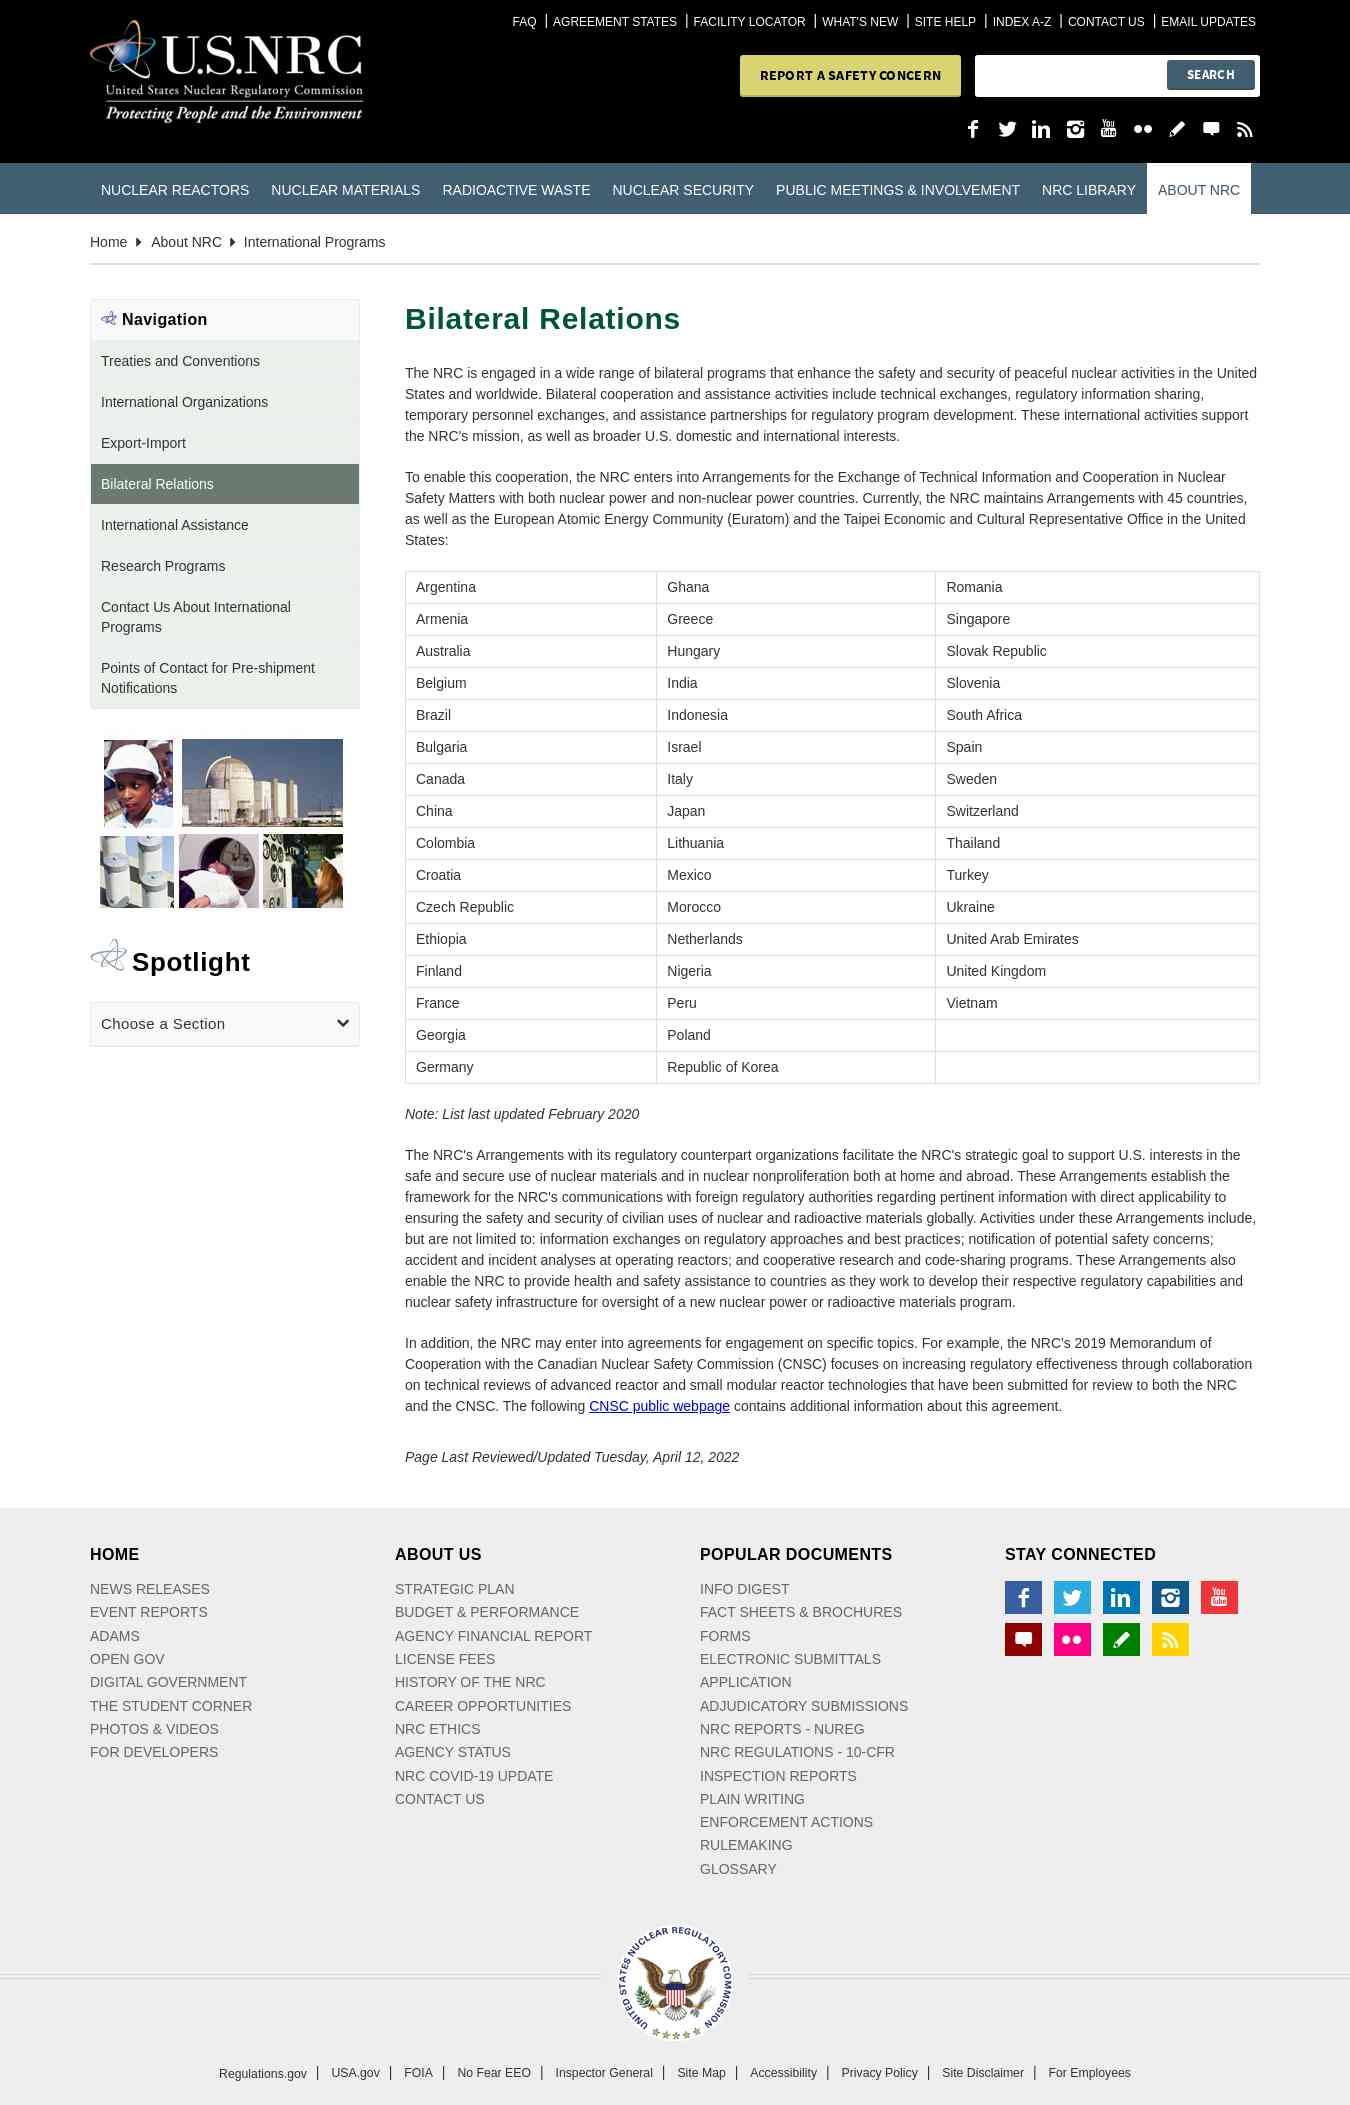 FAQ | AGREEMENT STATES | FACILITY LOCATOR | WHAT'S NEW | SITE HELP | INDEX A-Z | CONTACT US | EMAIL UPDATES
U.S.NRC
United States Nuclear Regulatory Commission
Protecting People and the Environment
REPORT A SAFETY CONCERN
SEARCH
You Tube
NUCLEAR REACTORS NUCLEAR MATERIALS RADIOACTIVE WASTE NUCLEAR SECURITY PUBLIC MEETINGS & INVOLVEMENT NRC LIBRARY ABOUT NRC
Home About NRC International Programs
Navigation
Treaties and Conventions
International Organizations
Export-Import
Bilateral Relations
International Assistance
Research Programs
Contact Us About International
Programs
Points of Contact for Pre-shipment
Notifications
Spotlight
Choose a Section
Bilateral Relations
The NRC is engaged in a wide range of bilateral programs that enhance the safety and security of peaceful nuclear activities in the United
States and worldwide. Bilateral cooperation and assistance activities include technical exchanges, regulatory information sharing,
temporary personnel exchanges, and assistance partnerships for regulatory program development. These international activities support
the NRC's mission, as well as broader U.S. domestic and international interests.
To enable this cooperation, the NRC enters into Arrangements for the Exchange of Technical Information and Cooperation in Nuclear
Safety Matters with both nuclear power and non-nuclear power countries. Currently, the NRC maintains Arrangements with 45 countries,
as well as the European Atomic Energy Community (Euratom) and the Taipei Economic and Cultural Representative Office in the United
States:
Argentina Ghana Romania
Armenia Greece Singapore
Australia Hungary Slovak Republic
Belgium India Slovenia
Brazil Indonesia South Africa
Bulgaria Israel Spain
Canada Italy Sweden
China Japan Switzerland
Colombia Lithuania Thailand
Croatia Mexico Turkey
Czech Republic Morocco Ukraine
Ethiopia Netherlands United Arab Emirates
Finland Nigeria United Kingdom
France Peru Vietnam
Georgia Poland
Germany Republic of Korea
Note: List last updated February 2020
The NRC's Arrangements with its regulatory counterpart organizations facilitate the NRC's strategic goal to support U.S. interests in the
safe and secure use of nuclear materials and in nuclear nonproliferation both at home and abroad. These Arrangements establish the
framework for the NRC's communications with foreign regulatory authorities regarding pertinent information with direct applicability to
ensuring the safety and security of civilian uses of nuclear and radioactive materials globally. Activities under these Arrangements include,
but are not limited to: information exchanges on regulatory approaches and best practices; notification of potential safety concerns;
accident and incident analyses at operating reactors; and cooperative research and code-sharing programs. These Arrangements also
enable the NRC to provide health and safety assistance to countries as they work to develop their respective regulatory capabilities and
nuclear safety infrastructure for oversight of a new nuclear power or radioactive materials program.
In addition, the NRC may enter into agreements for engagement on specific topics. For example, the NRC's 2019 Memorandum of
Cooperation with the Canadian Nuclear Safety Commission (CNSC) focuses on increasing regulatory effectiveness through collaboration
on technical reviews of advanced reactor and small modular reactor technologies that have been submitted for review to both the NRC
and the CNSC. The following CNSC public webpage contains additional information about this agreement.
Page Last Reviewed/Updated Tuesday, April 12, 2022
HOME
NEWS RELEASES
EVENT REPORTS
ADAMS
OPEN GOV
DIGITAL GOVERNMENT
THE STUDENT CORNER
PHOTOS & VIDEOS
FOR DEVELOPERS
ABOUT US
STRATEGIC PLAN
BUDGET & PERFORMANCE
AGENCY FINANCIAL REPORT
LICENSE FEES
HISTORY OF THE NRC
CAREER OPPORTUNITIES
NRC ETHICS
AGENCY STATUS
NRC COVID-19 UPDATE
CONTACT US
POPULAR DOCUMENTS
INFO DIGEST
FACT SHEETS & BROCHURES
FORMS
ELECTRONIC SUBMITTALS
APPLICATION
ADJUDICATORY SUBMISSIONS
NRC REPORTS - NUREG
NRC REGULATIONS - 10-CFR
INSPECTION REPORTS
PLAIN WRITING
ENFORCEMENT ACTIONS
RULEMAKING
GLOSSARY
STAY CONNECTED
You Tube
UNITED STATES NUCLEAR REGULATORY COMMISSION
Regulations.gov | USA.gov | FOIA | No Fear EEO | Inspector General | Site Map | Accessibility | Privacy Policy | Site Disclaimer | For Employees